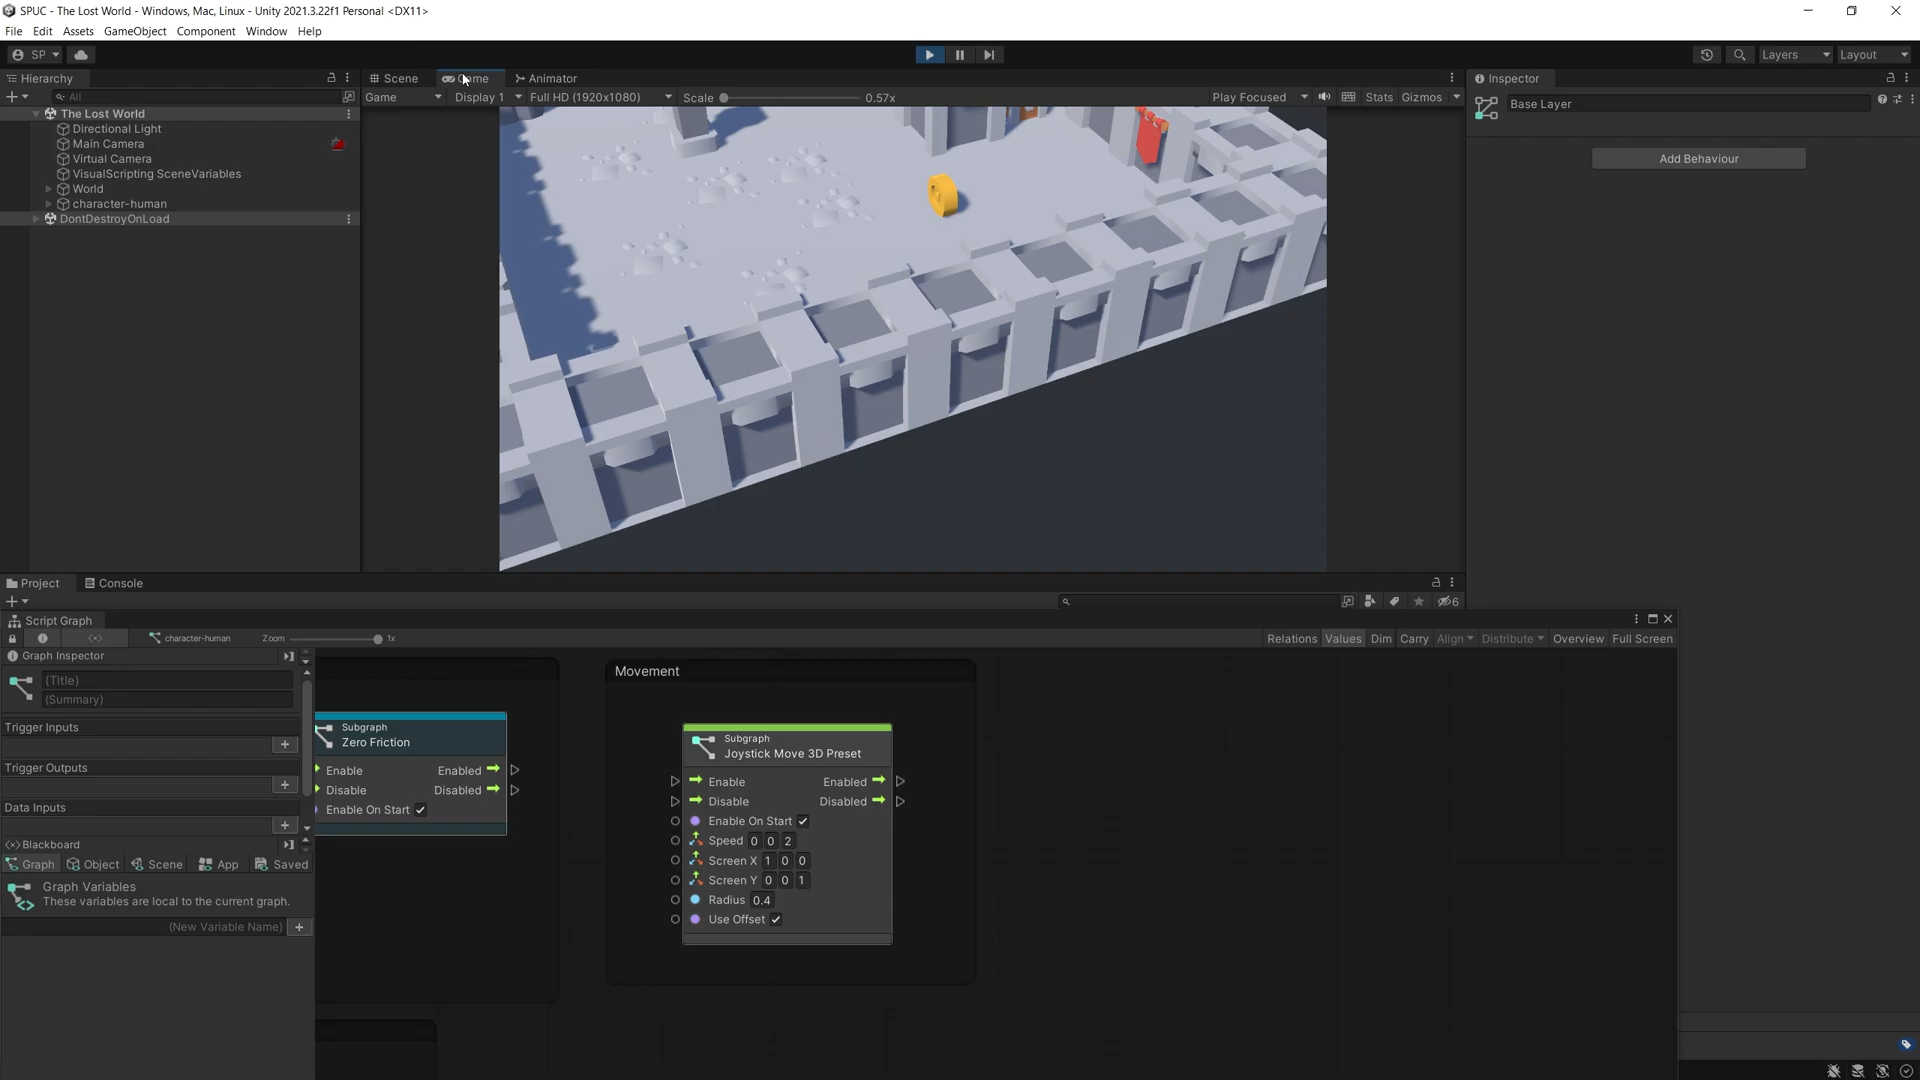 SPUC - The Lost World - Windows, Mac, Linux - Unity 2021.3.22f1 Personal <DX11>
File Edit Assets GameObject Component Window Help
SP Layers Layout
Hierarchy Scene Game Animator Inspector
All Game Display 1 Full HD (1920x1080) Scale 0.57x Play Focused Stats Gizmos Base Layer
The Lost World
Directional Light
Main Camera
Virtual Camera
VisualScripting SceneVariables
World
character-human
DontDestroyOnLoad
Add Behaviour
Project Console
6
Script Graph
character-human Zoom 1x Relations Values Dim Carry Align Distribute Overview Full Screen
Graph Inspector
(Title)
(Summary)
Trigger Inputs
Trigger Outputs
Data Inputs
Blackboard
Graph Object Scene App Saved
Graph Variables
These variables are local to the current graph.
(New Variable Name)
Subgraph
Zero Friction
Enable Enabled
Disable Disabled
Enable On Start
Movement
Subgraph
Joystick Move 3D Preset
Enable Enabled
Disable Disabled
Enable On Start
Speed 0 0 2
Screen X 1 0 0
Screen Y 0 0 1
Radius 0.4
Use Offset